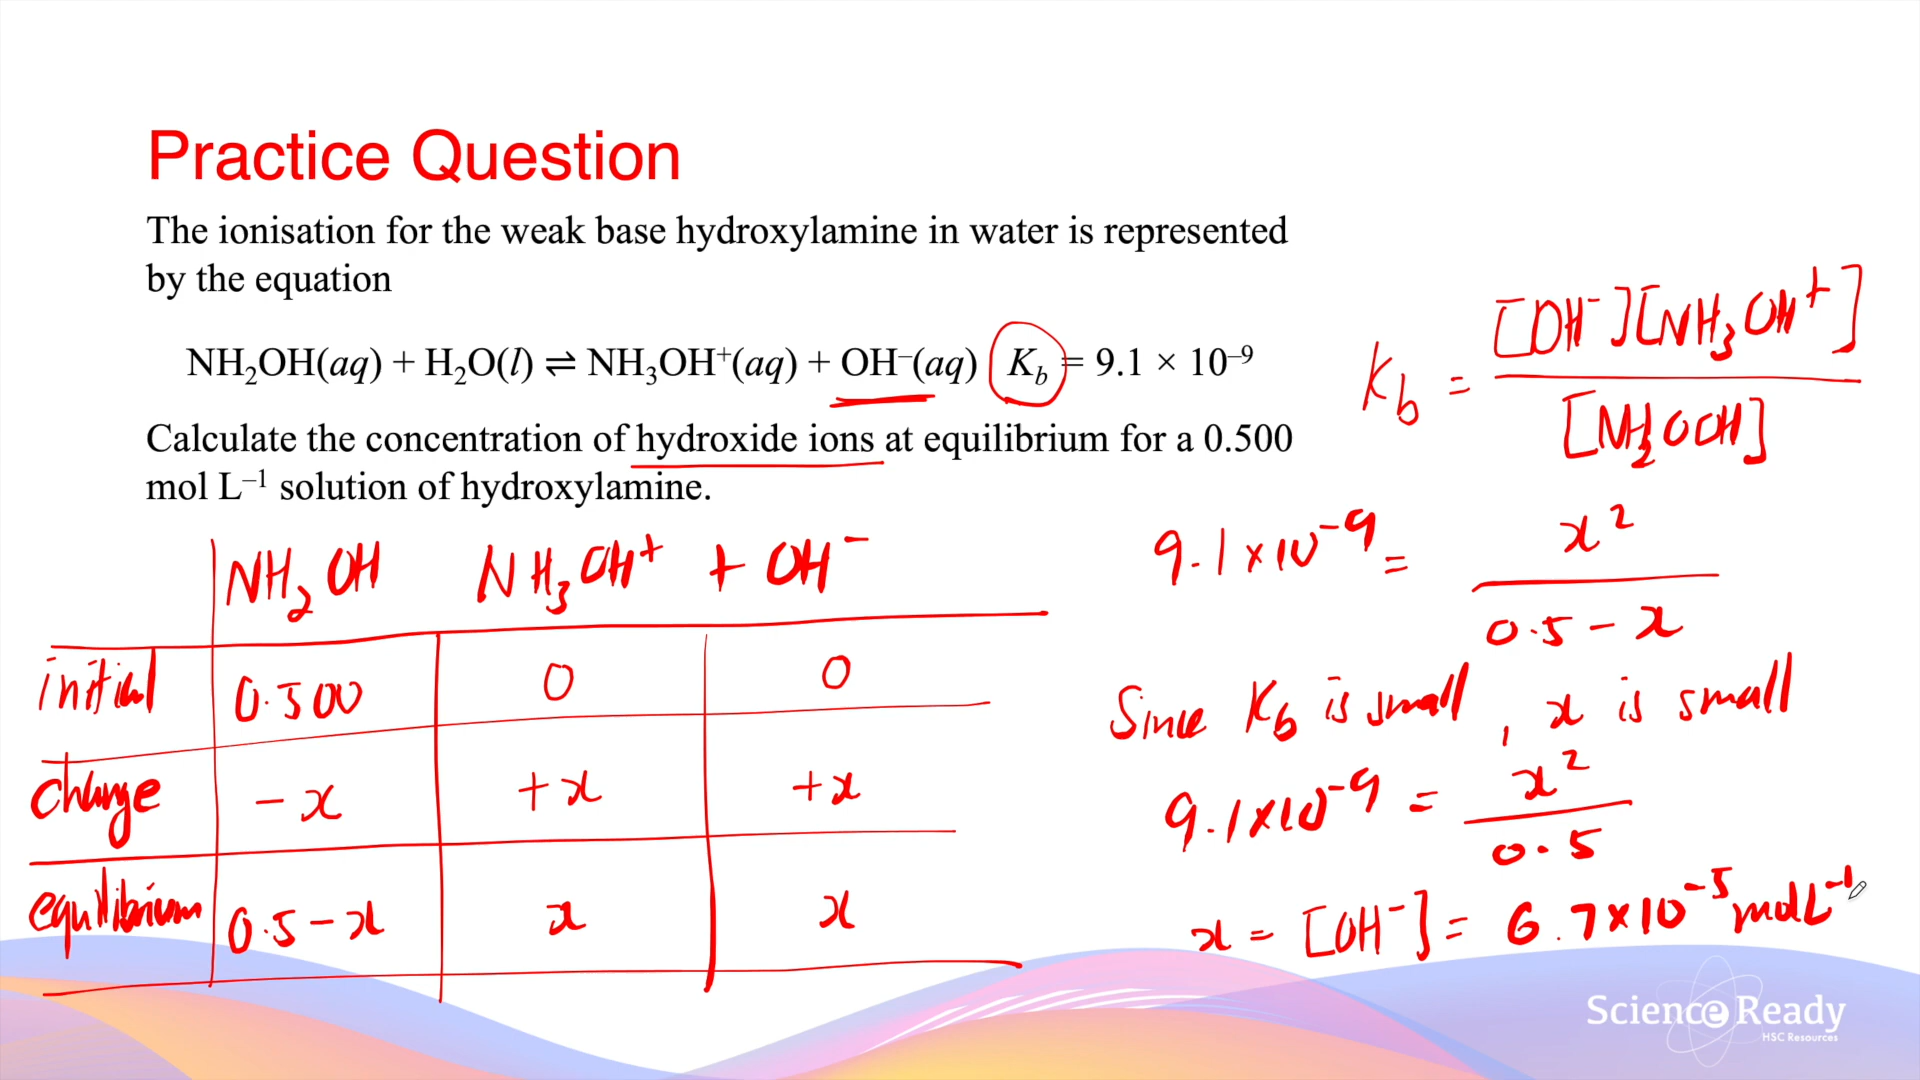 Practice Question
The ionisation for the weak base hydroxylamine in water is represented
by the equation
NH₂OH(aq) + H₂O(l) ⇌ NH₃OH⁺(aq) + OH⁻(aq) K_b = 9.1 × 10⁻⁹
Calculate the concentration of hydroxide ions at equilibrium for a 0.500
mol L⁻¹ solution of hydroxylamine.
NH₂OH NH₃OH⁺ + OH⁻
initial 0.500 0 0
change -x +x +x
equilibrium 0.5-x x x
K_b = [OH⁻][NH₃OH⁺]
[NH₂OH]
9.1×10⁻⁹ = x²
0.5-x
Since K_b is small, x is small
9.1×10⁻⁹ = x²
0.5
x = [OH⁻] = 6.7×10⁻⁵ mol L⁻¹
Science Ready
HSC Resources